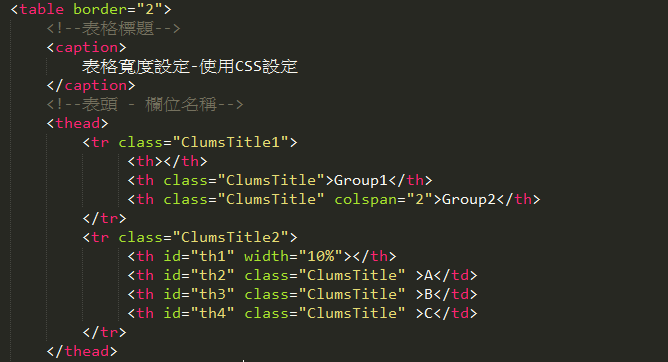 <table border="2">
<!--表格標題-->
<caption>
表格寬度設定-使用CSS設定
</caption>
<!--表頭 - 欄位名稱-->
<thead>
<tr class="ClumsTitle1">
<th></th>
<th class="ClumsTitle">Group1</th>
<th class="ClumsTitle" colspan="2">Group2</th>
</tr>
<tr class="ClumsTitle2">
<th id="th1" width="10%"></th>
<th id="th2" class="ClumsTitle" >A</td>
<th id="th3" class="ClumsTitle" >B</td>
<th id="th4" class="ClumsTitle" >C</td>
</tr>
</thead>